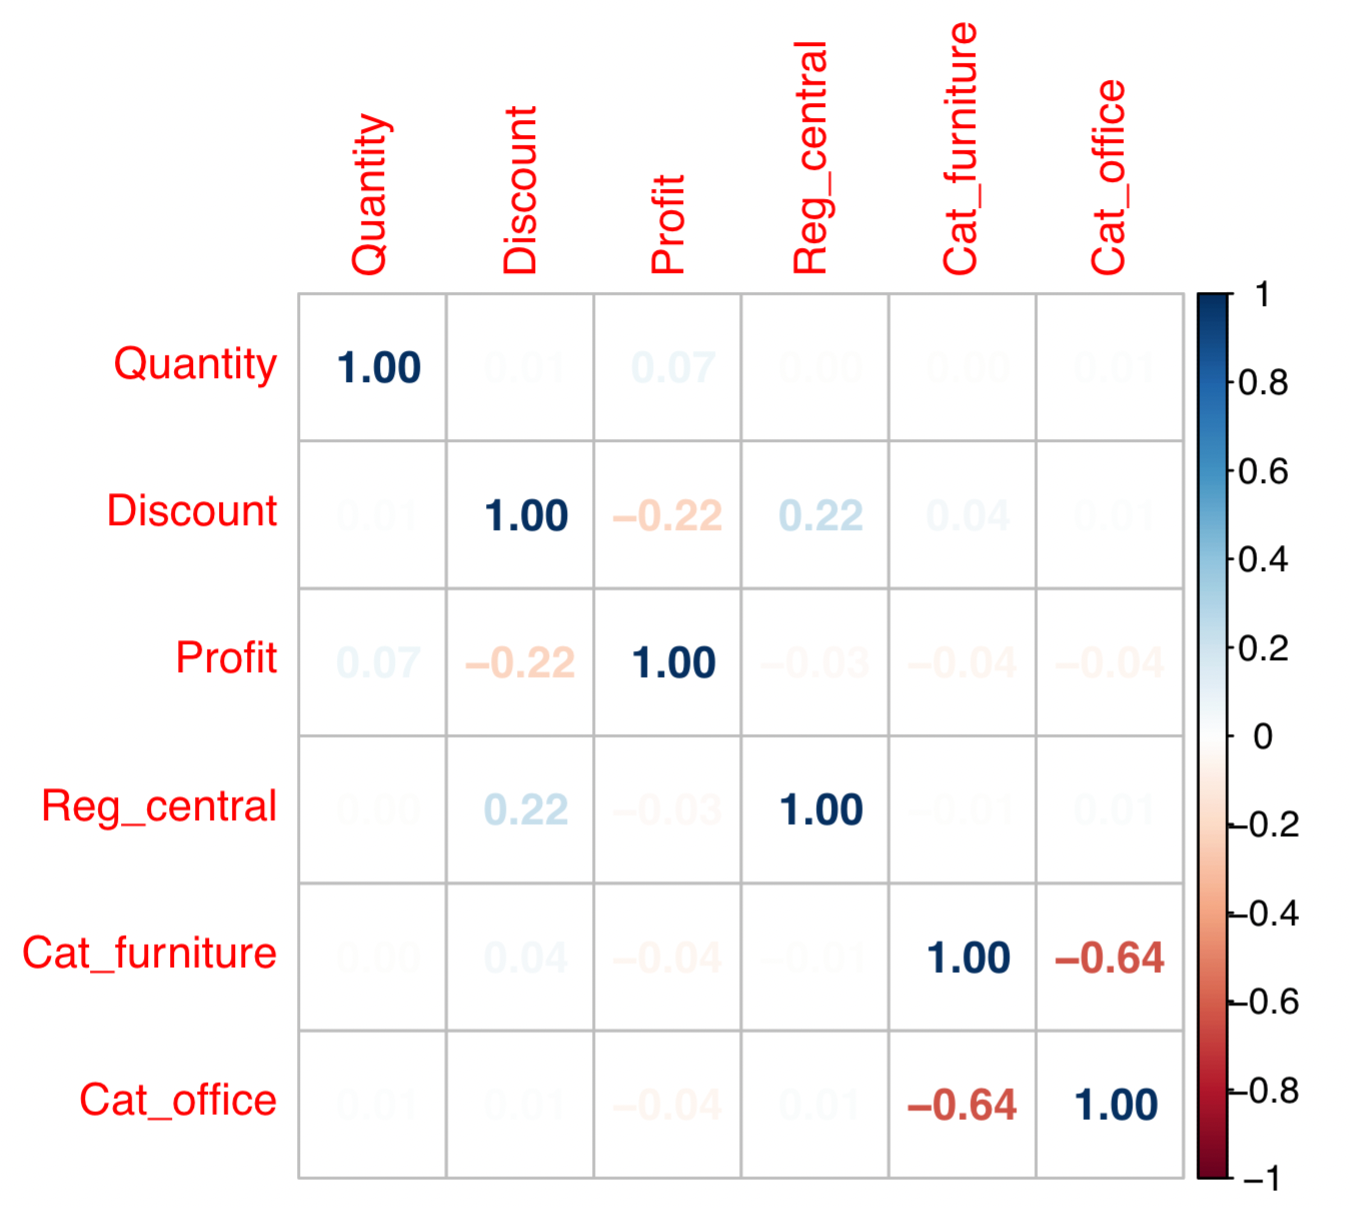 Quantity Discount Profit Reg_central Cat_furniture Cat_office
Quantity 1.00 0.01 0.07 0.00 0.00 0.01
Discount 0.01 1.00 −0.22 0.22 0.04 0.01
Profit 0.07 −0.22 1.00 −0.03 −0.04 −0.04
Reg_central 0.00 0.22 −0.03 1.00 −0.01 0.01
Cat_furniture 0.00 0.04 −0.04 −0.01 1.00 −0.64
Cat_office 0.01 0.01 −0.04 0.01 −0.64 1.00
1
0.8
0.6
0.4
0.2
0
−0.2
−0.4
−0.6
−0.8
−1